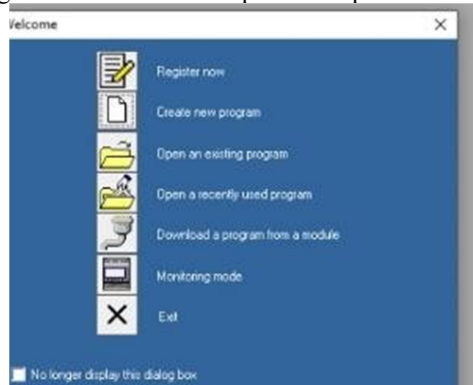 Welcome
Register now
Create new program
Open an existing program
Open a recently used program
Download a program from a module
Monitoring mode
Exit
No longer display this dialog box